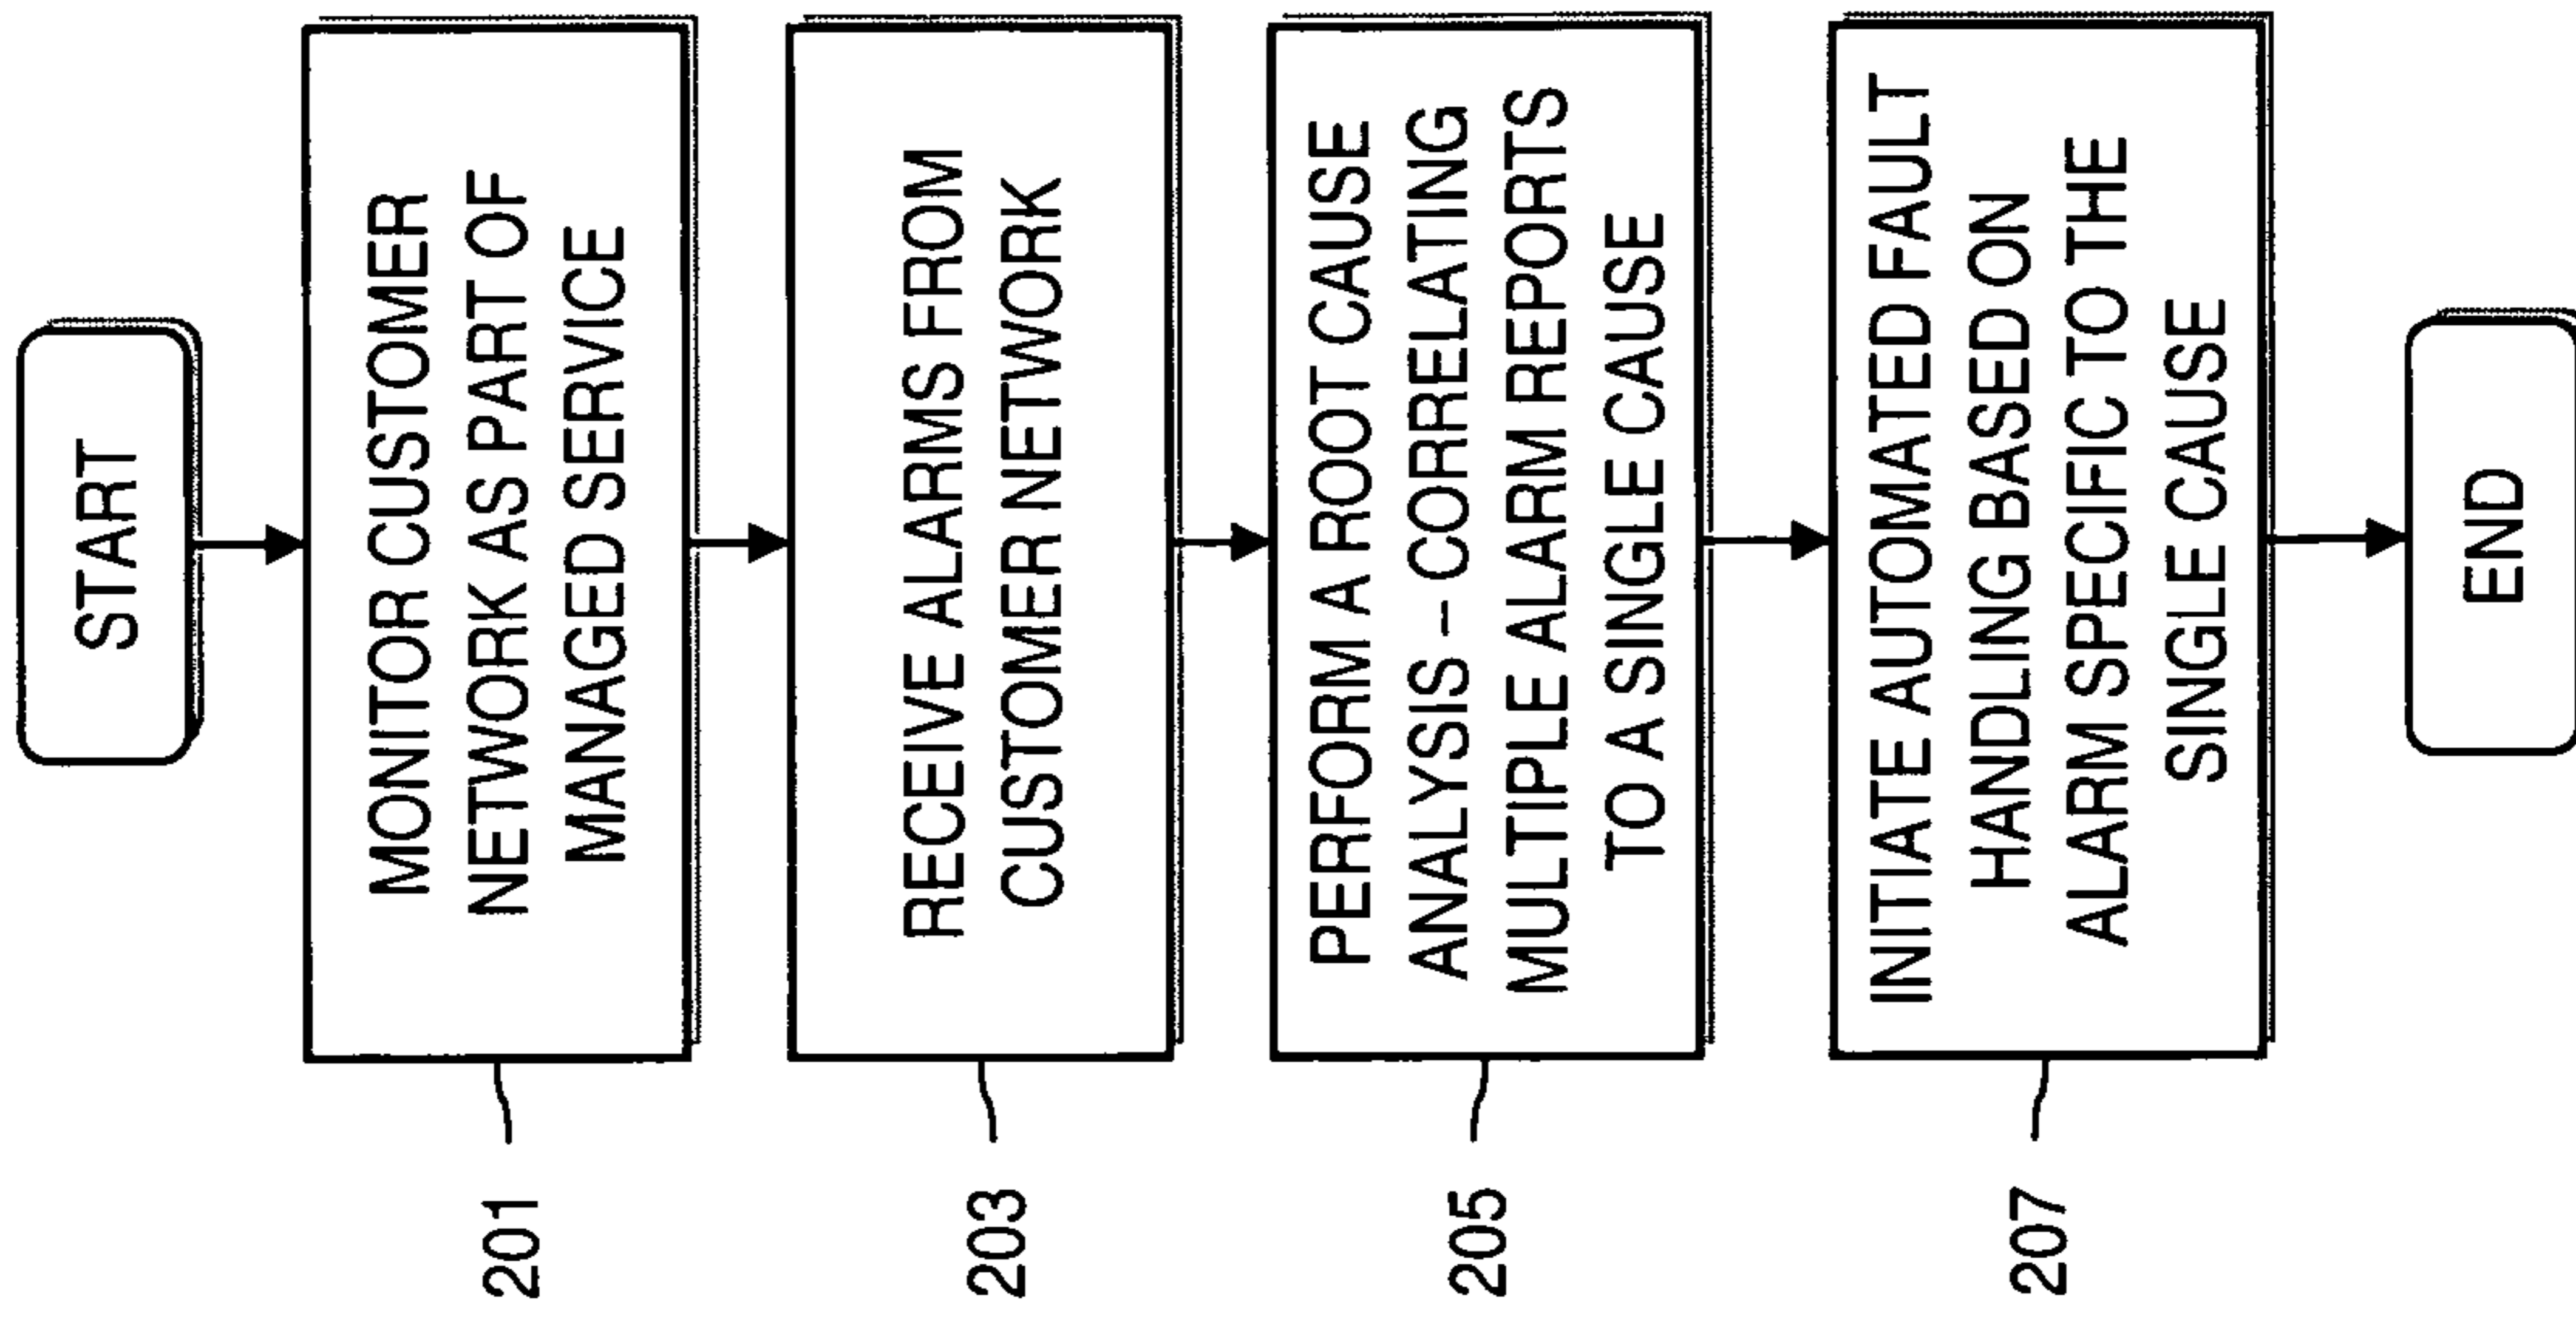 START
201
MONITOR CUSTOMER
NETWORK AS PART OF
MANAGED SERVICE
203
RECEIVE ALARMS FROM
CUSTOMER NETWORK
205
PERFORM A ROOT CAUSE
ANALYSIS – CORRELATING
MULTIPLE ALARM REPORTS
TO A SINGLE CAUSE
207
INITIATE AUTOMATED FAULT
HANDLING BASED ON
ALARM SPECIFIC TO THE
SINGLE CAUSE
END